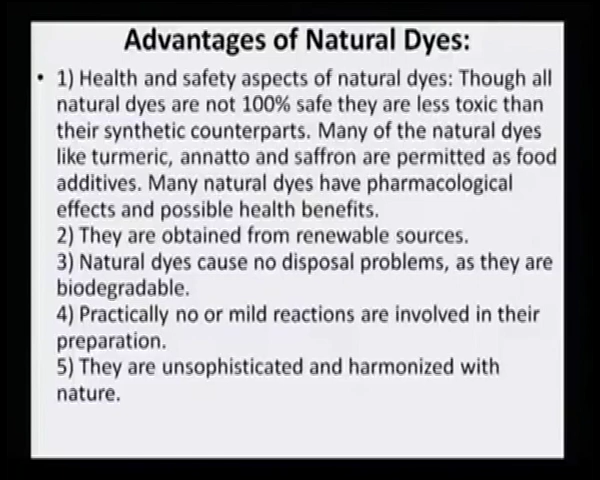 Advantages of Natural Dyes:
• 1) Health and safety aspects of natural dyes: Though all
natural dyes are not 100% safe they are less toxic than
their synthetic counterparts. Many of the natural dyes
like turmeric, annatto and saffron are permitted as food
additives. Many natural dyes have pharmacological
effects and possible health benefits.
2) They are obtained from renewable sources.
3) Natural dyes cause no disposal problems, as they are
biodegradable.
4) Practically no or mild reactions are involved in their
preparation.
5) They are unsophisticated and harmonized with
nature.